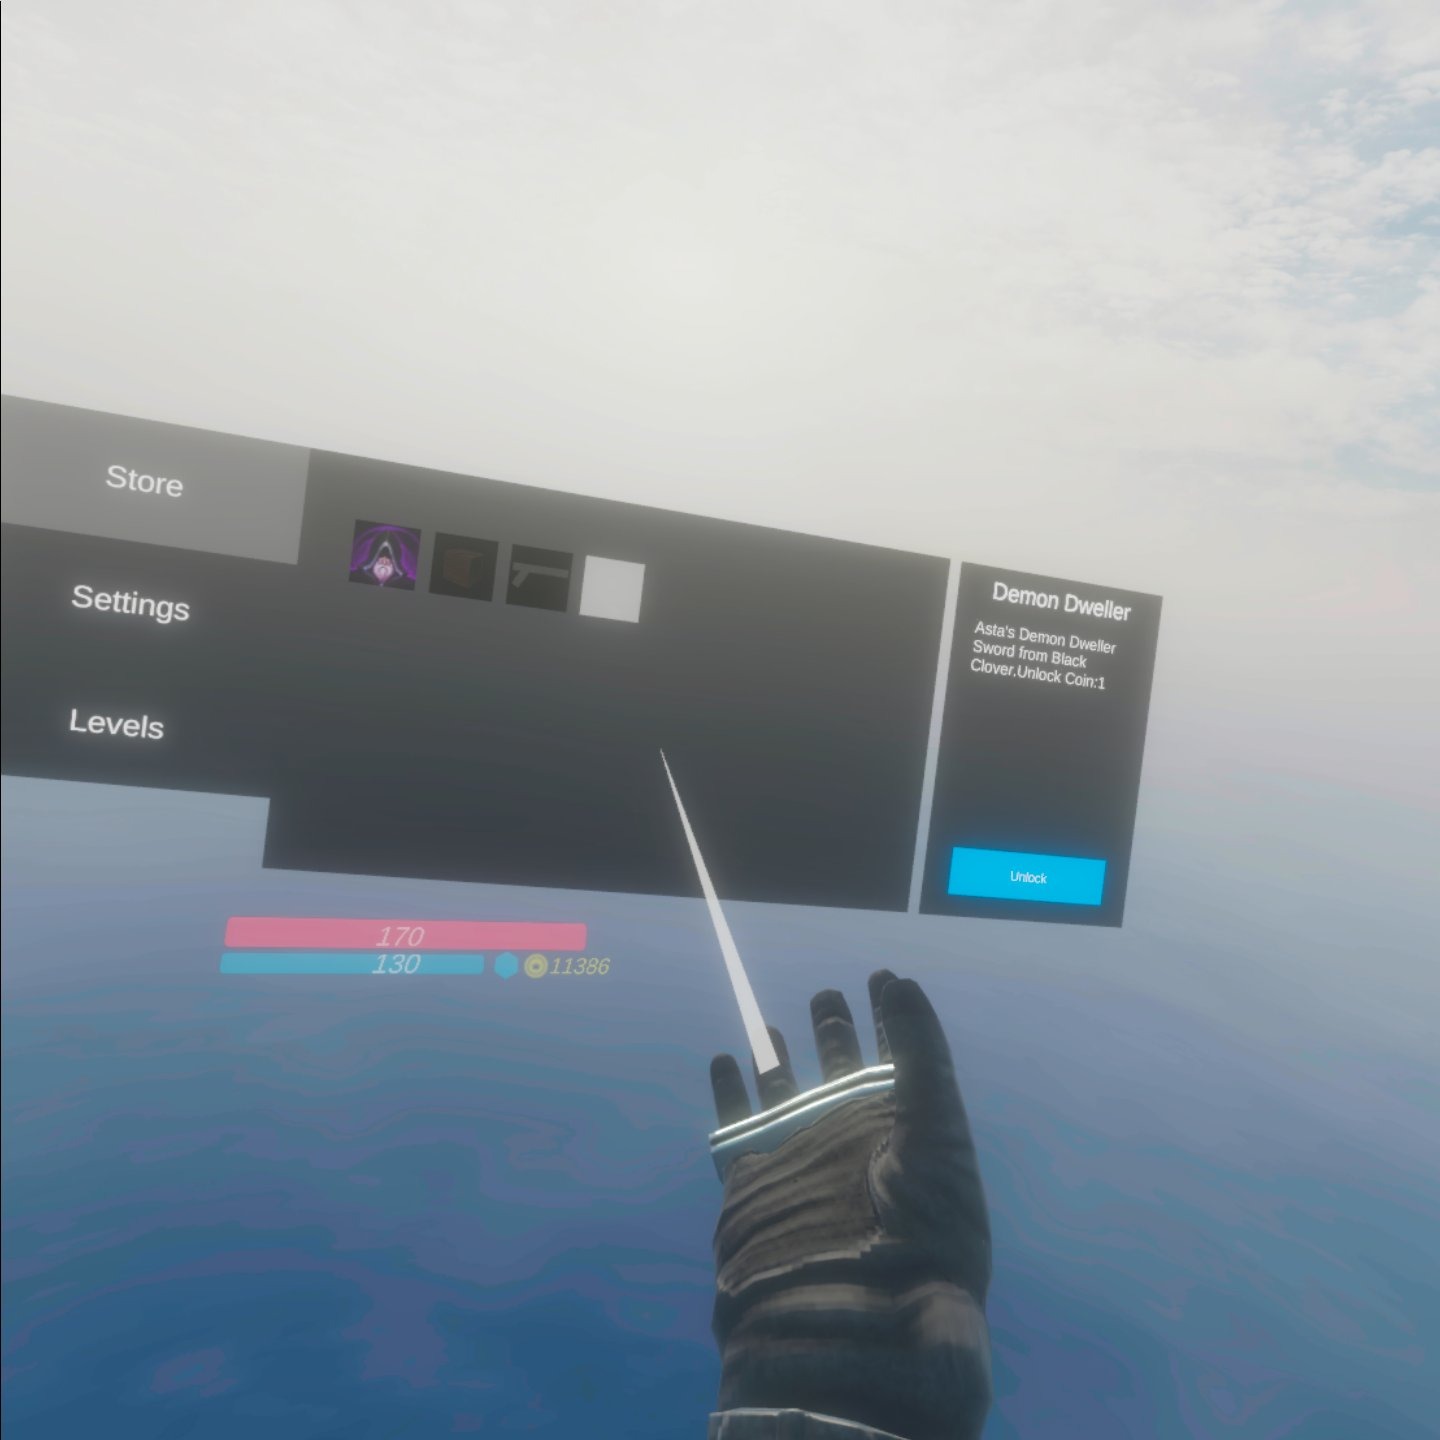 Store
Settings
Levels
Demon Dweller
Asta's Demon Dweller
Sword from Black
Clover.Unlock Coin:1
Unlock
170
130
11386